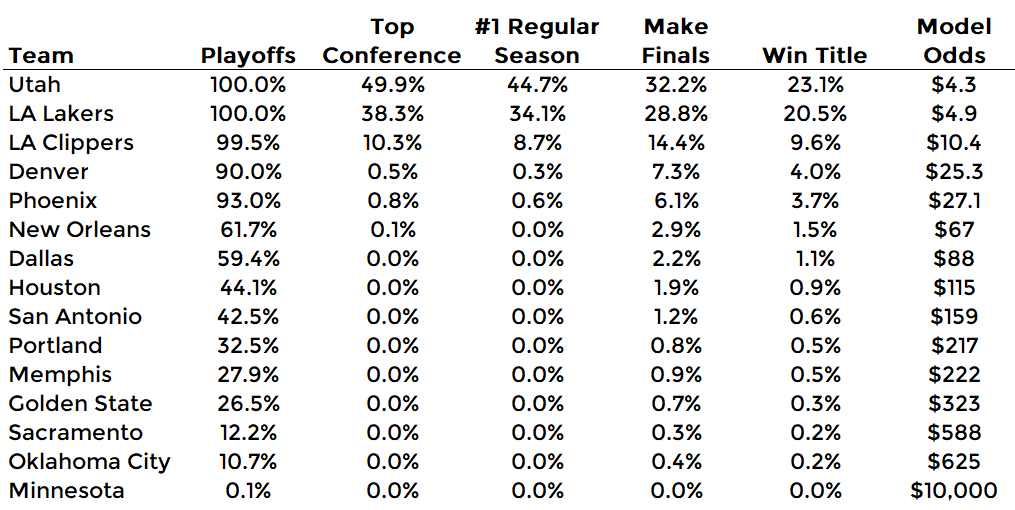 Top #1 Regular Make Model
Team Playoffs Conference Season Finals Win Title Odds
Utah 100.0% 49.9% 44.7% 32.2% 23.1% $4.3
LA Lakers 100.0% 38.3% 34.1% 28.8% 20.5% $4.9
LA Clippers 99.5% 10.3% 8.7% 14.4% 9.6% $10.4
Denver 90.0% 0.5% 0.3% 7.3% 4.0% $25.3
Phoenix 93.0% 0.8% 0.6% 6.1% 3.7% $27.1
New Orleans 61.7% 0.1% 0.0% 2.9% 1.5% $67
Dallas 59.4% 0.0% 0.0% 2.2% 1.1% $88
Houston 44.1% 0.0% 0.0% 1.9% 0.9% $115
San Antonio 42.5% 0.0% 0.0% 1.2% 0.6% $159
Portland 32.5% 0.0% 0.0% 0.8% 0.5% $217
Memphis 27.9% 0.0% 0.0% 0.9% 0.5% $222
Golden State 26.5% 0.0% 0.0% 0.7% 0.3% $323
Sacramento 12.2% 0.0% 0.0% 0.3% 0.2% $588
Oklahoma City 10.7% 0.0% 0.0% 0.4% 0.2% $625
Minnesota 0.1% 0.0% 0.0% 0.0% 0.0% $10,000